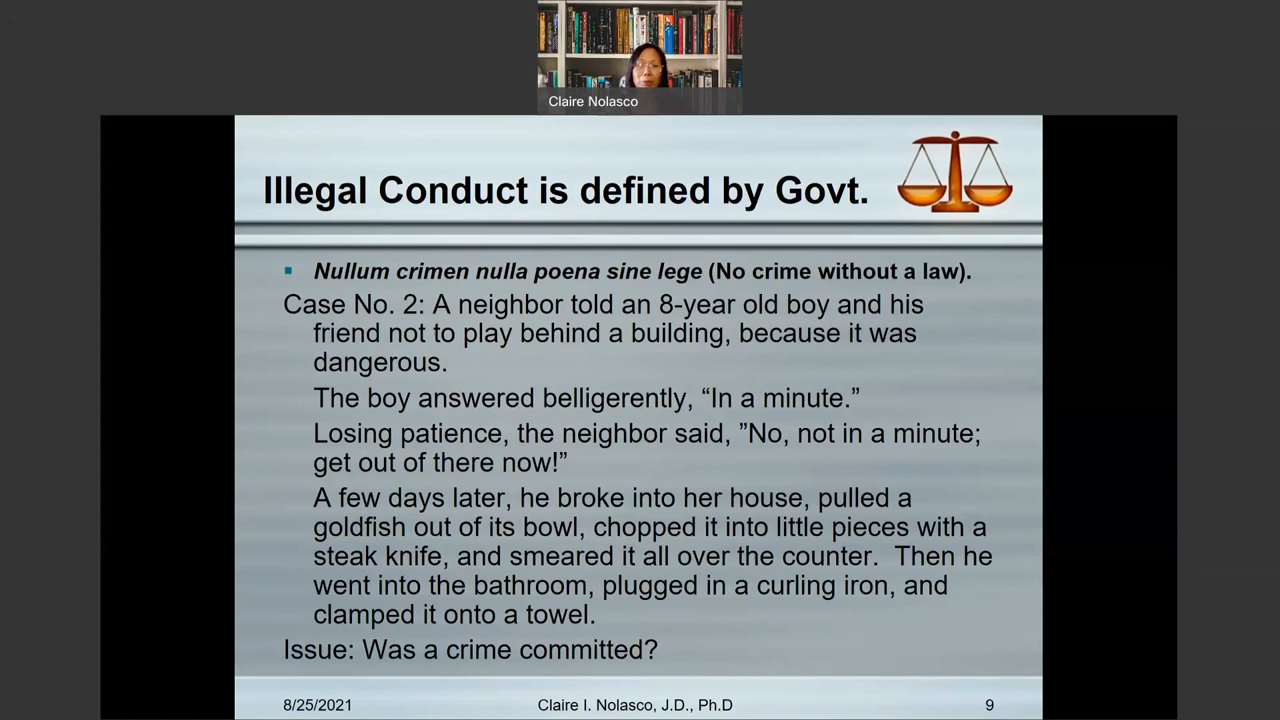 Claire Nolasco
Illegal Conduct is defined by Govt.
▪ Nullum crimen nulla poena sine lege (No crime without a law).
Case No. 2: A neighbor told an 8-year old boy and his
friend not to play behind a building, because it was
dangerous.
The boy answered belligerently, “In a minute.”
Losing patience, the neighbor said, ”No, not in a minute;
get out of there now!”
A few days later, he broke into her house, pulled a
goldfish out of its bowl, chopped it into little pieces with a
steak knife, and smeared it all over the counter.  Then he
went into the bathroom, plugged in a curling iron, and
clamped it onto a towel.
Issue: Was a crime committed?
8/25/2021
Claire I. Nolasco, J.D., Ph.D
9